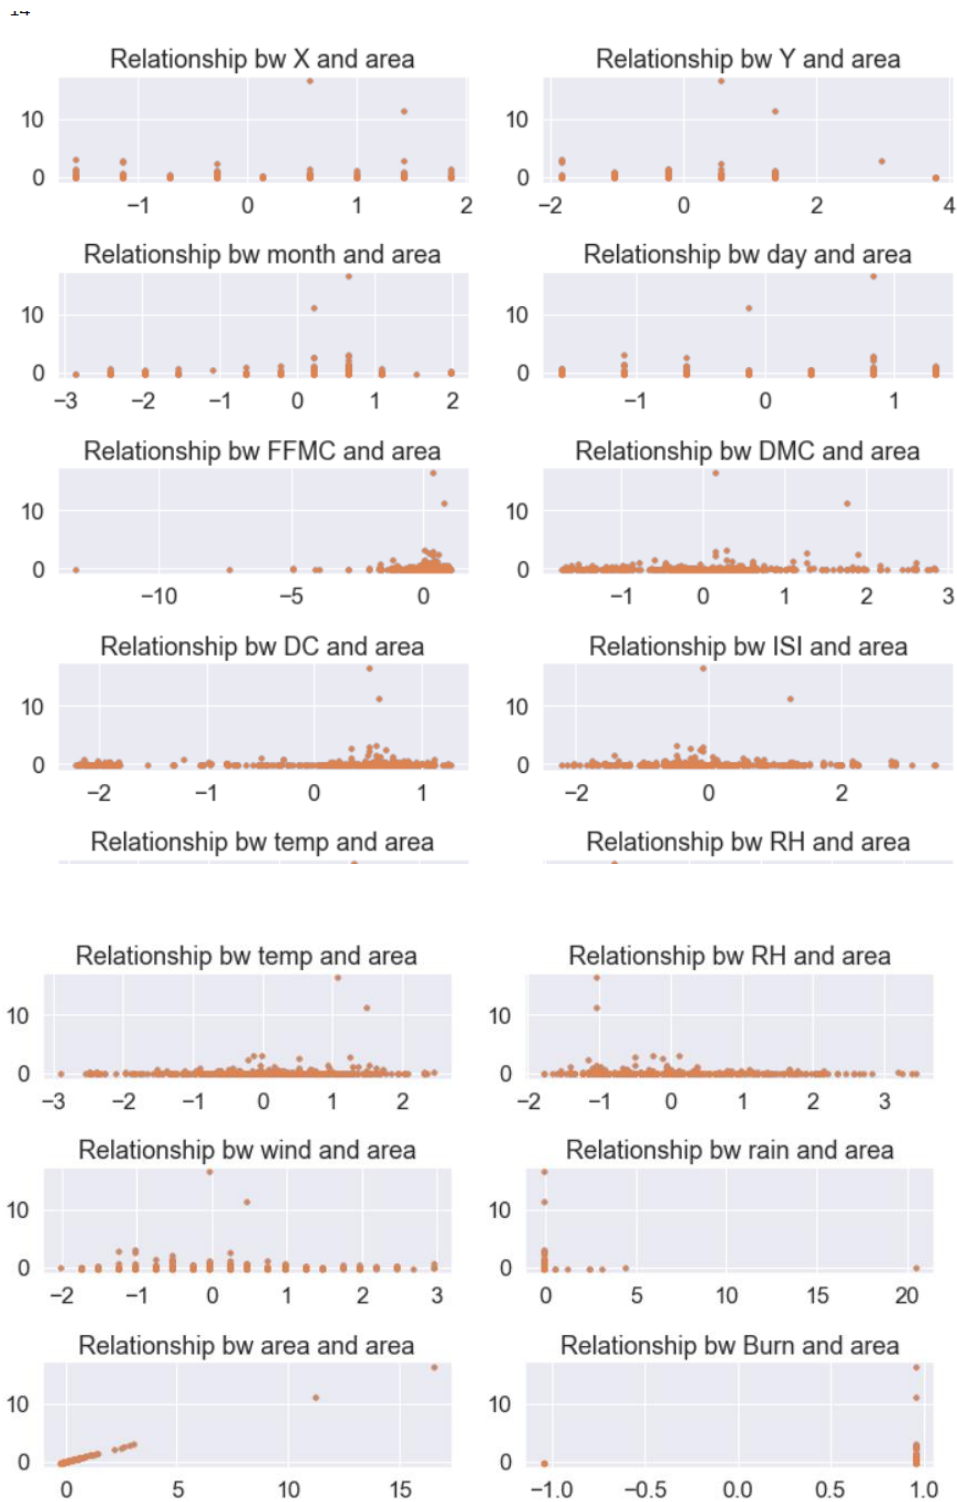 14
Relationship bw X and area Relationship bw Y and area
10 10
0 0
−1 0 1 2 −2 0 2 4
Relationship bw month and area Relationship bw day and area
10 10
0 0
−3 −2 −1 0 1 2 −1 0 1
Relationship bw FFMC and area Relationship bw DMC and area
10 10
0 0
−10 −5 0 −1 0 1 2 3
Relationship bw DC and area Relationship bw ISI and area
10 10
0 0
−2 −1 0 1 −2 0 2
Relationship bw temp and area Relationship bw RH and area
Relationship bw temp and area Relationship bw RH and area
10 10
0 0
−3 −2 −1 0 1 2 −2 −1 0 1 2 3
Relationship bw wind and area Relationship bw rain and area
10 10
0 0
−2 −1 0 1 2 3 0 5 10 15 20
Relationship bw area and area Relationship bw Burn and area
10 10
0 0
0 5 10 15 −1.0 −0.5 0.0 0.5 1.0